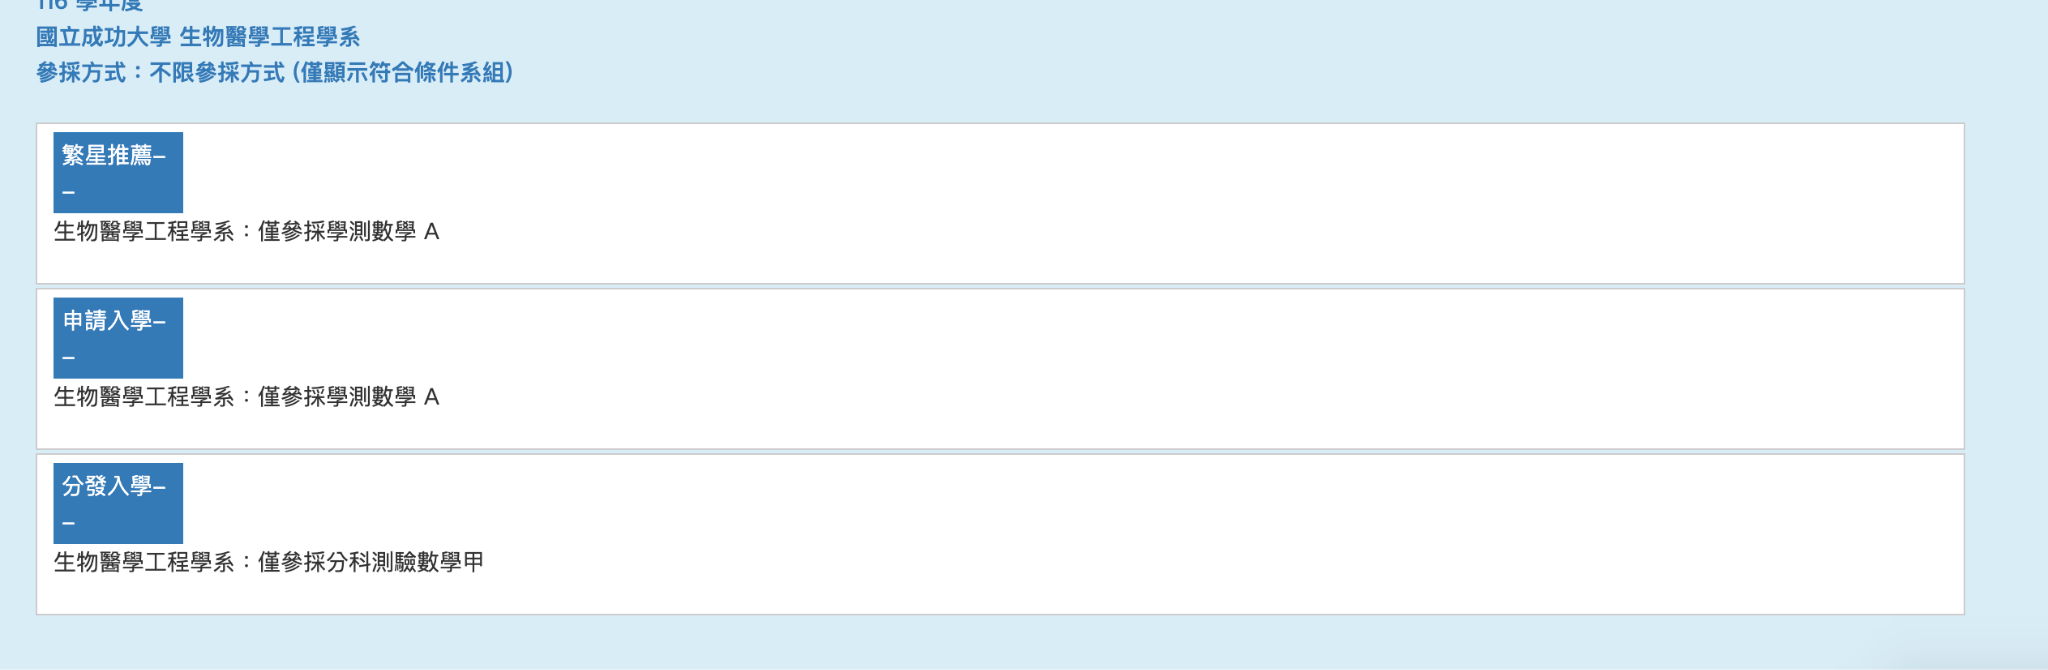 116 學年度
國立成功大學 生物醫學工程學系
參採方式：不限參採方式 (僅顯示符合條件系組)
繁星推薦–
–
生物醫學工程學系：僅參採學測數學 A
申請入學–
–
生物醫學工程學系：僅參採學測數學 A
分發入學–
–
生物醫學工程學系：僅參採分科測驗數學甲